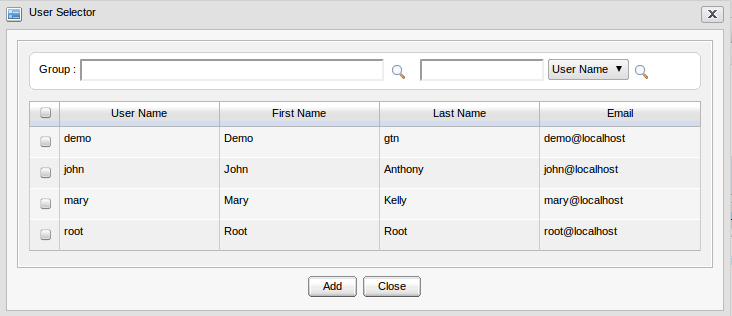 User Selector
Group : User Name
User Name First Name Last Name Email
demo Demo gtn demo@localhost
john John Anthony john@localhost
mary Mary Kelly mary@localhost
root Root Root root@localhost
Add Close